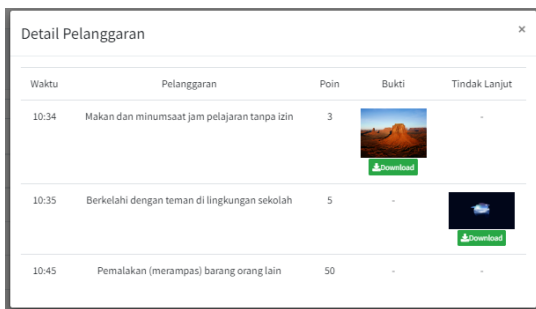 Detail Pelanggaran ×
Waktu Pelanggaran Poin Bukti Tindak Lanjut
10:34 Makan dan minumsaat jam pelajaran tanpa izin 3 -
Download
10:35 Berkelahi dengan teman di lingkungan sekolah 5 -
Download
10:45 Pemalakan (merampas) barang orang lain 50 - -